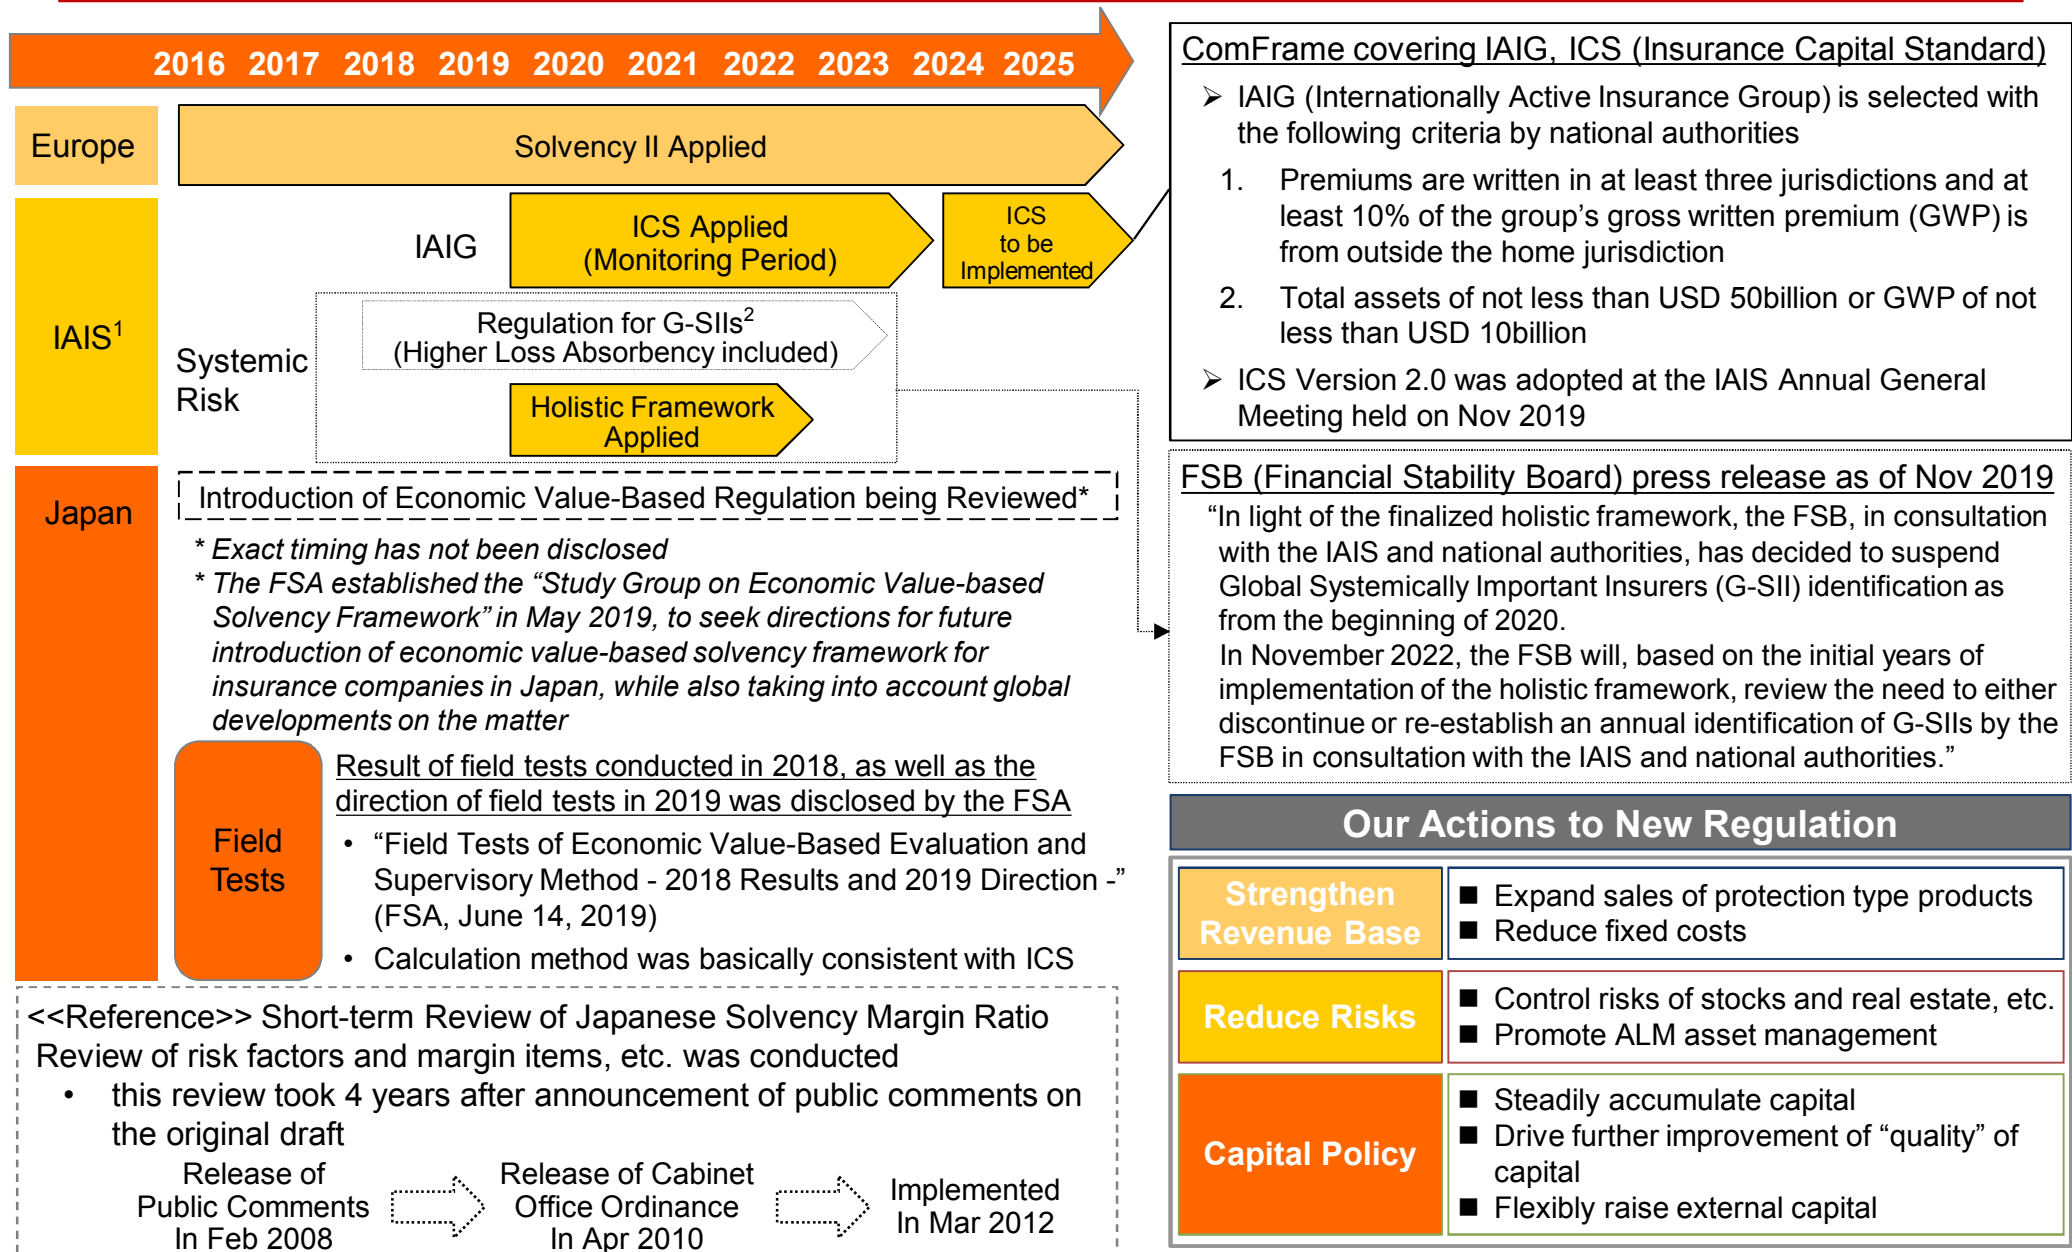 2016 2017 2018 2019 2020 2021 2022 2023 2024 2025
Europe
Solvency II Applied
IAIS1
IAIG
ICS Applied
(Monitoring Period)
ICS
to be
Implemented
Systemic
Risk
Regulation for G-SIIs2
(Higher Loss Absorbency included)
Holistic Framework
Applied
Japan
Introduction of Economic Value-Based Regulation being Reviewed*
* Exact timing has not been disclosed
* The FSA established the “Study Group on Economic Value-based
Solvency Framework” in May 2019, to seek directions for future
introduction of economic value-based solvency framework for
insurance companies in Japan, while also taking into account global
developments on the matter
Field
Tests
Result of field tests conducted in 2018, as well as the
direction of field tests in 2019 was disclosed by the FSA
• “Field Tests of Economic Value-Based Evaluation and
Supervisory Method - 2018 Results and 2019 Direction -”
(FSA, June 14, 2019)
• Calculation method was basically consistent with ICS
<<Reference>> Short-term Review of Japanese Solvency Margin Ratio
Review of risk factors and margin items, etc. was conducted
• this review took 4 years after announcement of public comments on
the original draft
Release of
Public Comments
In Feb 2008
Release of Cabinet
Office Ordinance
In Apr 2010
Implemented
In Mar 2012
ComFrame covering IAIG, ICS (Insurance Capital Standard)
➢ IAIG (Internationally Active Insurance Group) is selected with
the following criteria by national authorities
1. Premiums are written in at least three jurisdictions and at
least 10% of the group’s gross written premium (GWP) is
from outside the home jurisdiction
2. Total assets of not less than USD 50billion or GWP of not
less than USD 10billion
➢ ICS Version 2.0 was adopted at the IAIS Annual General
Meeting held on Nov 2019
FSB (Financial Stability Board) press release as of Nov 2019
“In light of the finalized holistic framework, the FSB, in consultation
with the IAIS and national authorities, has decided to suspend
Global Systemically Important Insurers (G-SII) identification as
from the beginning of 2020.
In November 2022, the FSB will, based on the initial years of
implementation of the holistic framework, review the need to either
discontinue or re-establish an annual identification of G-SIIs by the
FSB in consultation with the IAIS and national authorities.”
Our Actions to New Regulation
Strengthen
Revenue Base
■ Expand sales of protection type products
■ Reduce fixed costs
Reduce Risks
■ Control risks of stocks and real estate, etc.
■ Promote ALM asset management
Capital Policy
■ Steadily accumulate capital
■ Drive further improvement of “quality” of
capital
■ Flexibly raise external capital